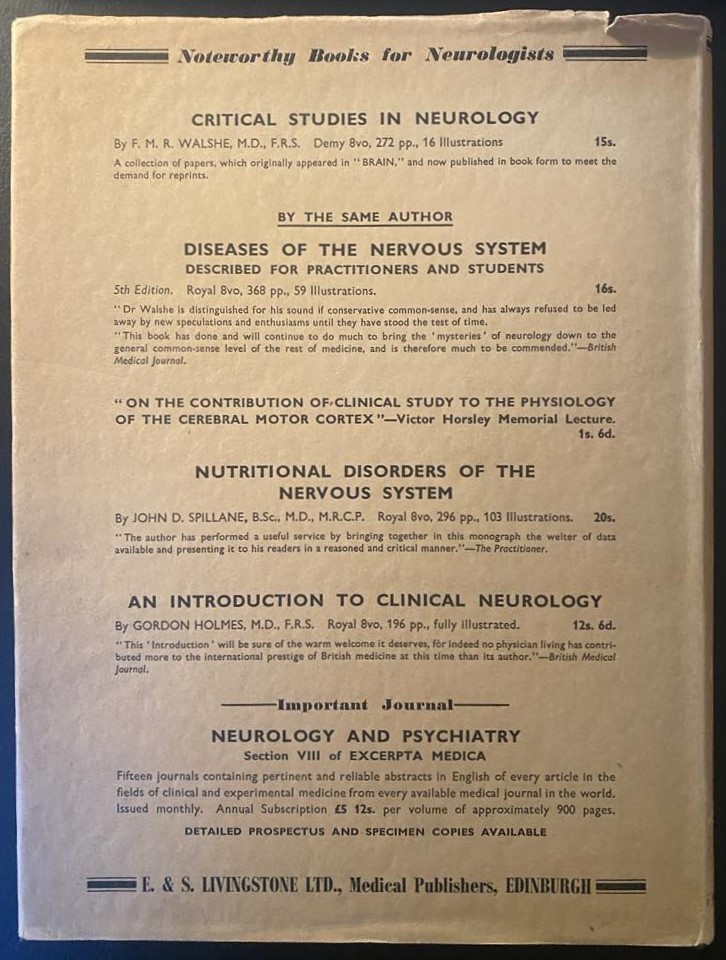 Noteworthy Books for Neurologists
CRITICAL STUDIES IN NEUROLOGY
By F. M. R. WALSHE, M.D., F.R.S. Demy 8vo, 272 pp., 16 Illustrations 15s.
A collection of papers, which originally appeared in "BRAIN," and now published in book form to meet the
demand for reprints.
BY THE SAME AUTHOR
DISEASES OF THE NERVOUS SYSTEM
DESCRIBED FOR PRACTITIONERS AND STUDENTS
5th Edition. Royal 8vo, 368 pp., 59 Illustrations. 16s.
"Dr Walshe is distinguished for his sound if conservative common-sense, and has always refused to be led
away by new speculations and enthusiasms until they have stood the test of time.
"This book has done and will continue to do much to bring the 'mysteries' of neurology down to the
general common-sense level of the rest of medicine, and is therefore much to be commended."—British
Medical Journal.
"ON THE CONTRIBUTION OF CLINICAL STUDY TO THE PHYSIOLOGY
OF THE CEREBRAL MOTOR CORTEX"—Victor Horsley Memorial Lecture.
1s. 6d.
NUTRITIONAL DISORDERS OF THE
NERVOUS SYSTEM
By JOHN D. SPILLANE, B.Sc., M.D., M.R.C.P. Royal 8vo, 296 pp., 103 Illustrations. 20s.
"The author has performed a useful service by bringing together in this monograph the welter of data
available and presenting it to his readers in a reasoned and critical manner."—The Practitioner.
AN INTRODUCTION TO CLINICAL NEUROLOGY
By GORDON HOLMES, M.D., F.R.S. Royal 8vo, 196 pp., fully illustrated. 12s. 6d.
"This 'Introduction' will be sure of the warm welcome it deserves, for indeed no physician living has contri-
buted more to the international prestige of British medicine at this time than its author."—British Medical
Journal.
Important Journal
NEUROLOGY AND PSYCHIATRY
Section VIII of EXCERPTA MEDICA
Fifteen journals containing pertinent and reliable abstracts in English of every article in the
fields of clinical and experimental medicine from every available medical journal in the world.
Issued monthly. Annual Subscription £5 12s. per volume of approximately 900 pages.
DETAILED PROSPECTUS AND SPECIMEN COPIES AVAILABLE
E. & S. LIVINGSTONE LTD., Medical Publishers, EDINBURGH